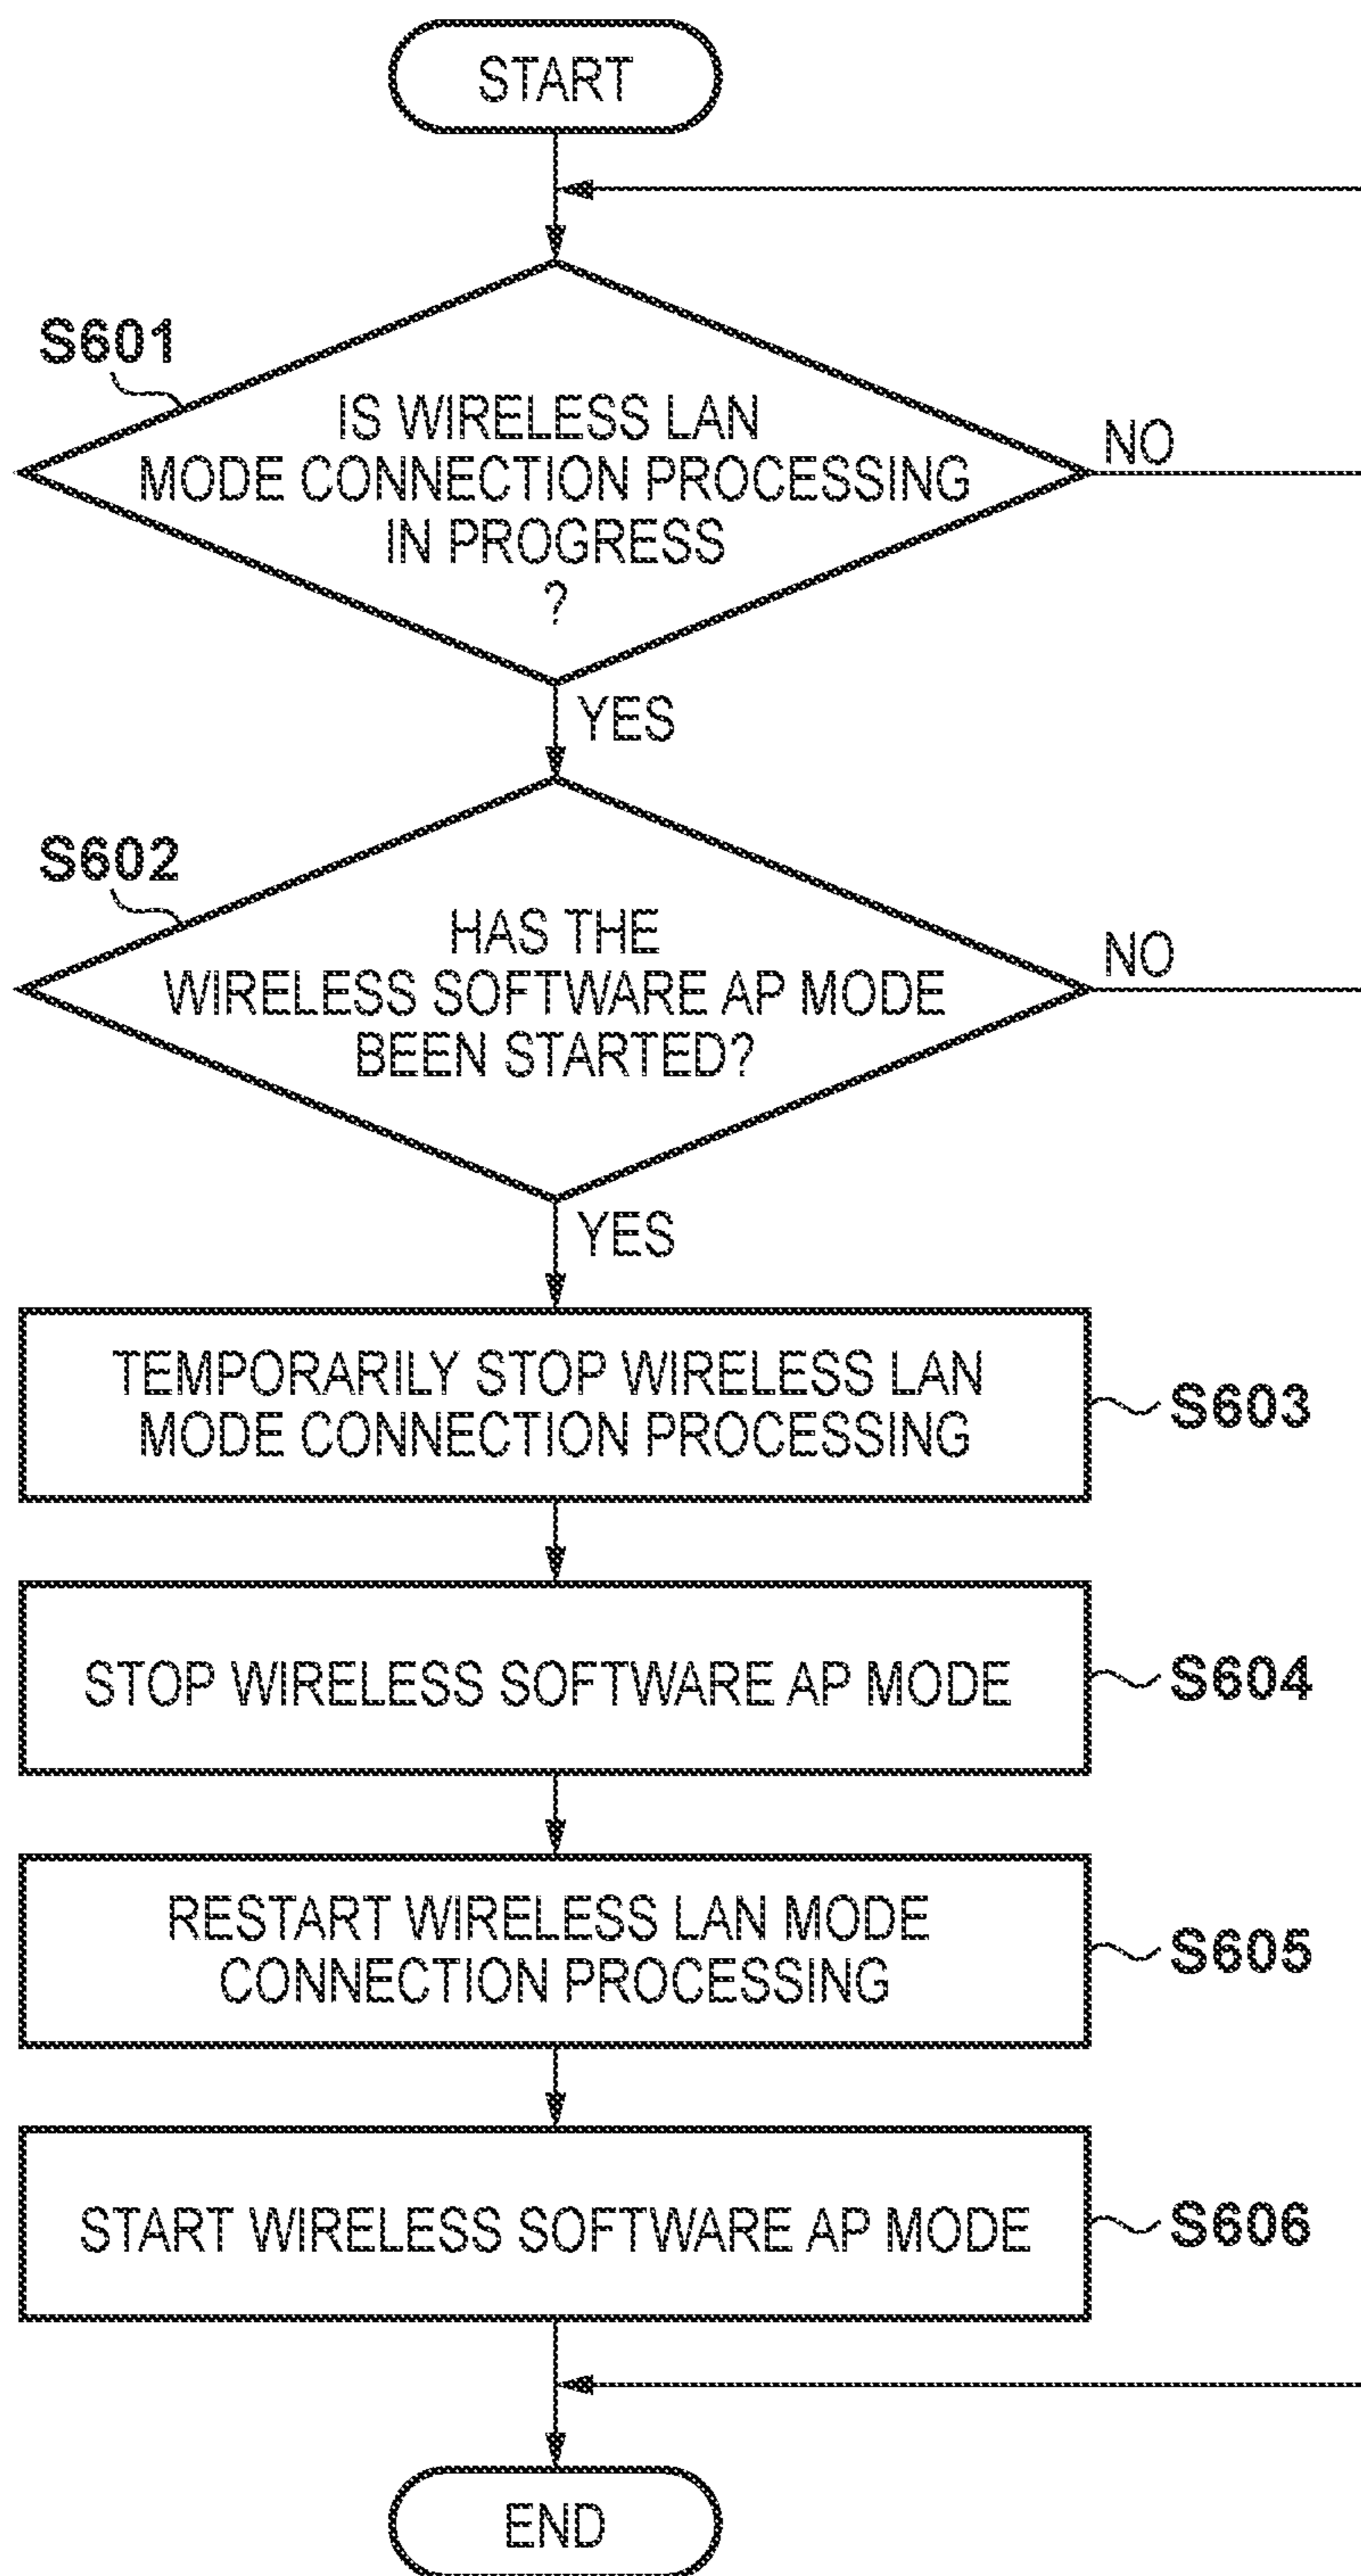 START
S601
IS WIRELESS LAN
MODE CONNECTION PROCESSING
IN PROGRESS
?
NO
YES
S602
HAS THE
WIRELESS SOFTWARE AP MODE
BEEN STARTED?
NO
YES
TEMPORARILY STOP WIRELESS LAN
MODE CONNECTION PROCESSING
S603
STOP WIRELESS SOFTWARE AP MODE
S604
RESTART WIRELESS LAN MODE
CONNECTION PROCESSING
S605
START WIRELESS SOFTWARE AP MODE
S606
END